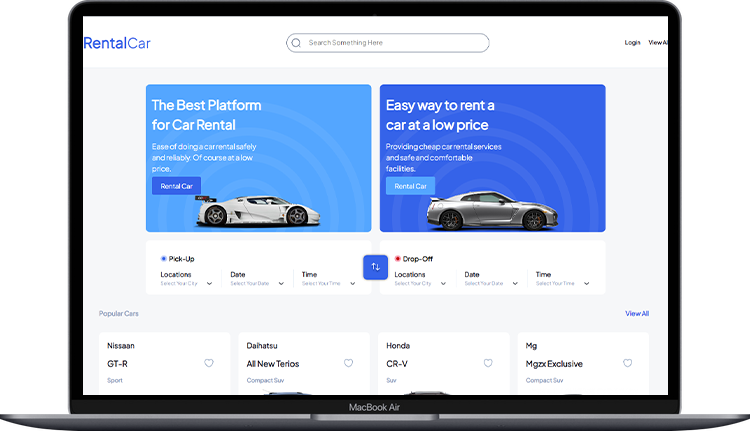 RentalCar
Search Something Here
Login View Al
The Best Platform
for Car Rental
Ease of doing a car rental safely
and reliably. Of course at a low
price.
Rental Car
Easy way to rent a
car at a low price
Providing cheap car rental services
and safe and comfortable
facilities.
Rental Car
Pick-Up
Locations Date Time
Select Your City Select Your Date Select Your Time
Drop-Off
Locations Date Time
Select Your City Select Your Date Select Your Time
Popular Cars View All
Nissaan Daihatsu Honda Mg
GT-R All New Terios CR-V Mgzx Exclusive
Sport Compact Suv Suv Compact Suv
MacBook Air